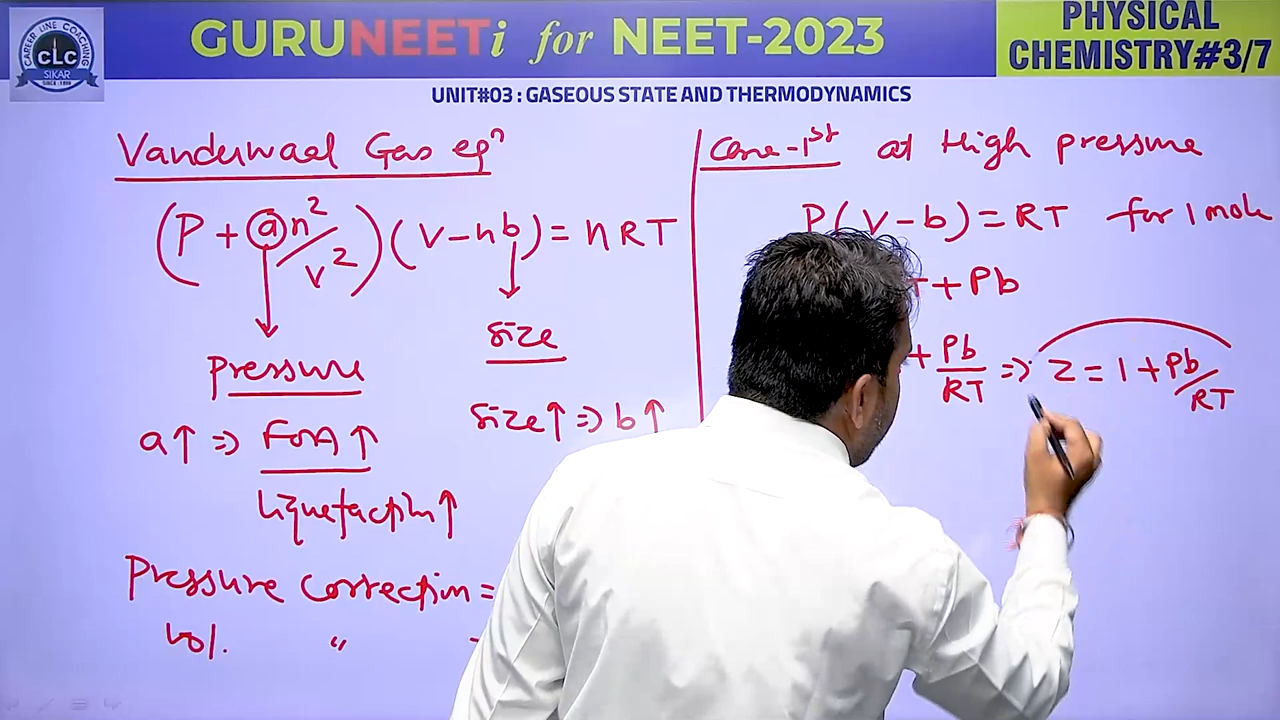 CAREER LINE COACHING
CLC
SIKAR
SINCE : 1996
GURUNEETi for NEET-2023
PHYSICAL
CHEMISTRY#3/7
UNIT#03 : GASEOUS STATE AND THERMODYNAMICS
Vanderwaal Gas eqⁿ
(P + an²/V²)(V-nb) = nRT
Pressure
size
a↑ ⇒ FOA↑
size↑ ⇒ b↑
liquefaction↑
Pressure correction =
Vol. "
Case-1st at High pressure
P(V-b) = RT for 1 mole
+ Pb
+ Pb/RT ⇒ Z = 1 + Pb/RT